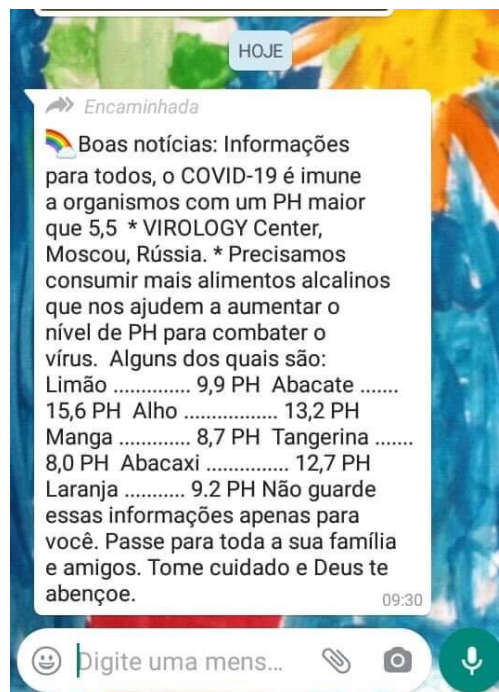 HOJE
Encaminhada
Boas notícias: Informações
para todos, o COVID-19 é imune
a organismos com um PH maior
que 5,5 * VIROLOGY Center,
Moscou, Rússia. * Precisamos
consumir mais alimentos alcalinos
que nos ajudem a aumentar o
nível de PH para combater o
vírus. Alguns dos quais são:
Limão .............. 9,9 PH Abacate .......
15,6 PH Alho ................. 13,2 PH
Manga ............. 8,7 PH Tangerina .......
8,0 PH Abacaxi ............... 12,7 PH
Laranja ........... 9.2 PH Não guarde
essas informações apenas para
você. Passe para toda a sua família
e amigos. Tome cuidado e Deus te
abençoe.
09:30
Digite uma mens...